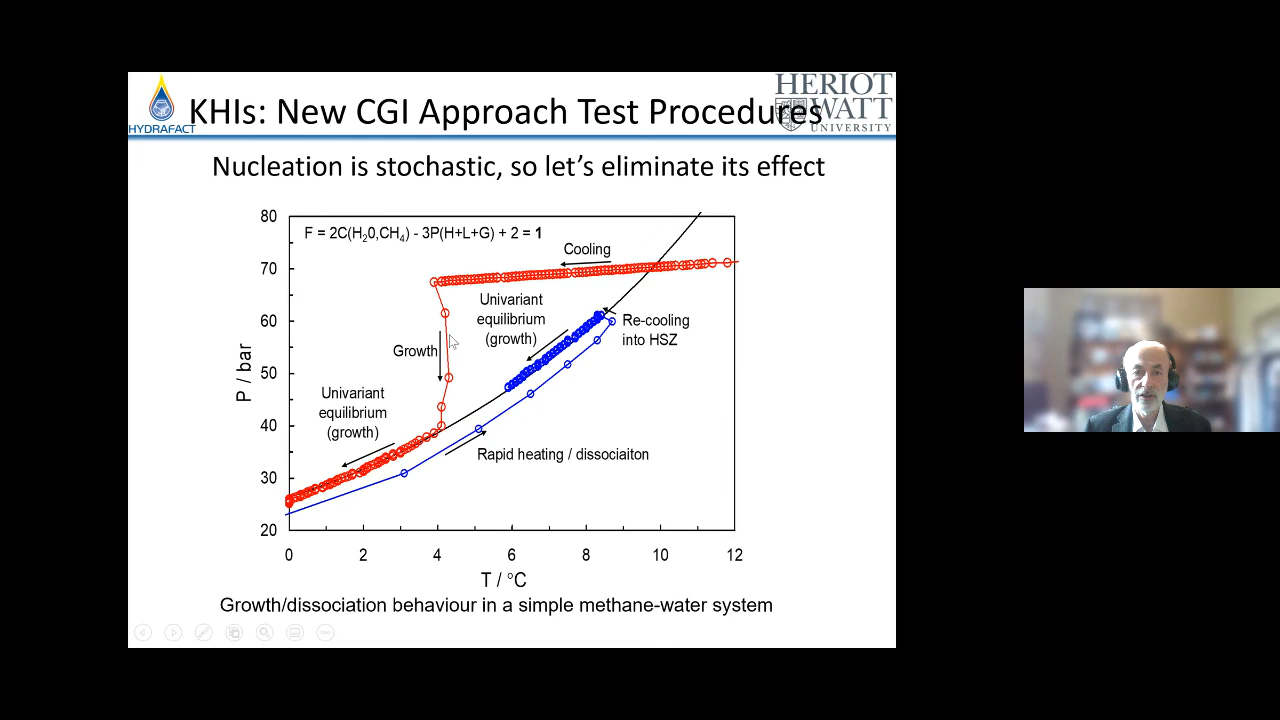 HYDRAFACT
KHIs: New CGI Approach Test Procedures
HERIOT
WATT
UNIVERSITY
Nucleation is stochastic, so let's eliminate its effect
F = 2C(H₂0,CH₄) - 3P(H+L+G) + 2 = 1
Cooling
Univariant
equilibrium
(growth)
Re-cooling
into HSZ
Growth
Univariant
equilibrium
(growth)
Rapid heating / dissociaiton
P / bar
80
70
60
50
40
30
20
0 2 4 6 8 10 12
T / °C
Growth/dissociation behaviour in a simple methane-water system